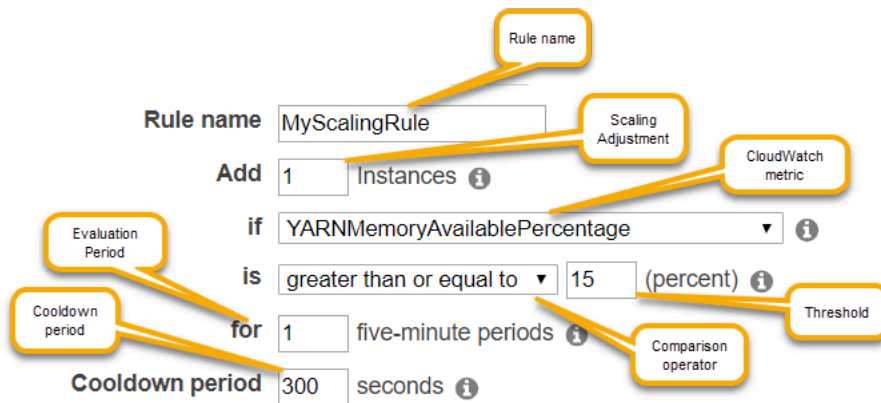 Rule name
Rule name MyScalingRule
Scaling
Adjustment
Add 1 Instances
CloudWatch
metric
if YARNMemoryAvailablePercentage
Evaluation
Period
is greater than or equal to 15 (percent)
Threshold
Cooldown
period
for 1 five-minute periods
Comparison
operator
Cooldown period 300 seconds